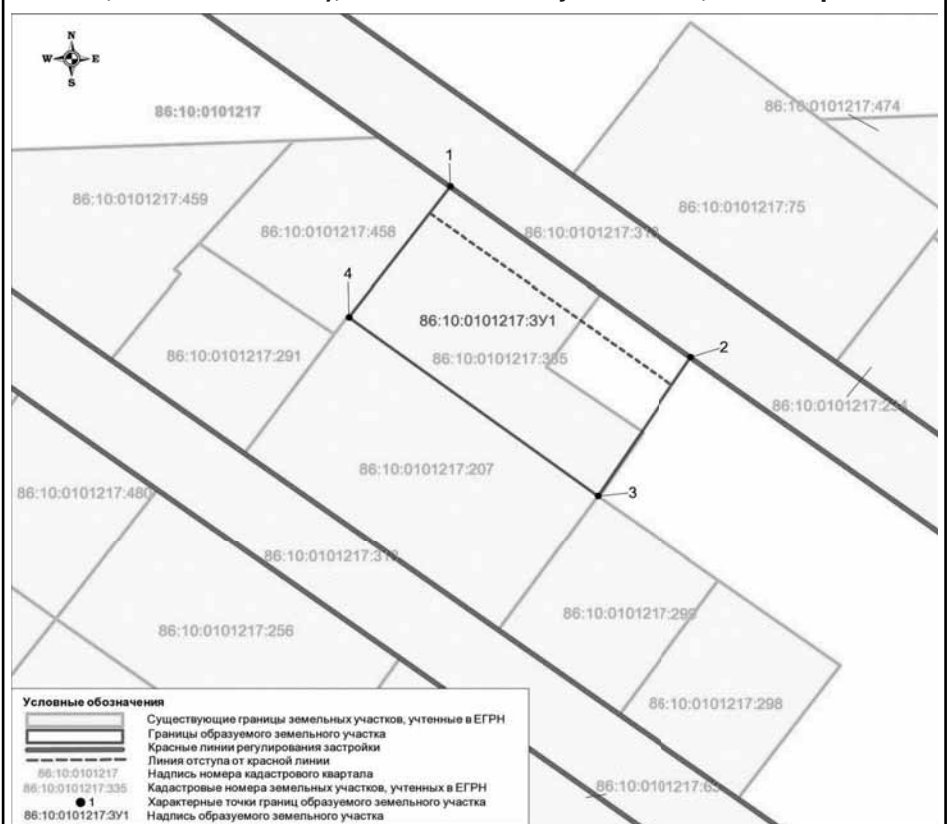 N
W E
S
86:10:0101217
86:10:0101217:474
1
86:10:0101217:459
86:10:0101217:75
86:10:0101217:458
4
86:10:0101217:ЗУ1
2
86:10:0101217:291
86:10:0101217:335
86:10:0101217:207
3
86:10:0101217:480
86:10:0101217:256
86:10:0101217:298
Условные обозначения
Существующие границы земельных участков, учтенные в ЕГРН
Границы образуемого земельного участка
Красные линии регулирования застройки
Линия отступа от красной линии
86:10:0101217 Надпись номера кадастрового квартала
86:10:0101217:335 Кадастровые номера земельных участков, учтенных в ЕГРН
1 Характерные точки границ образуемого земельного участка
86:10:0101217:ЗУ1 Надпись образуемого земельного участка